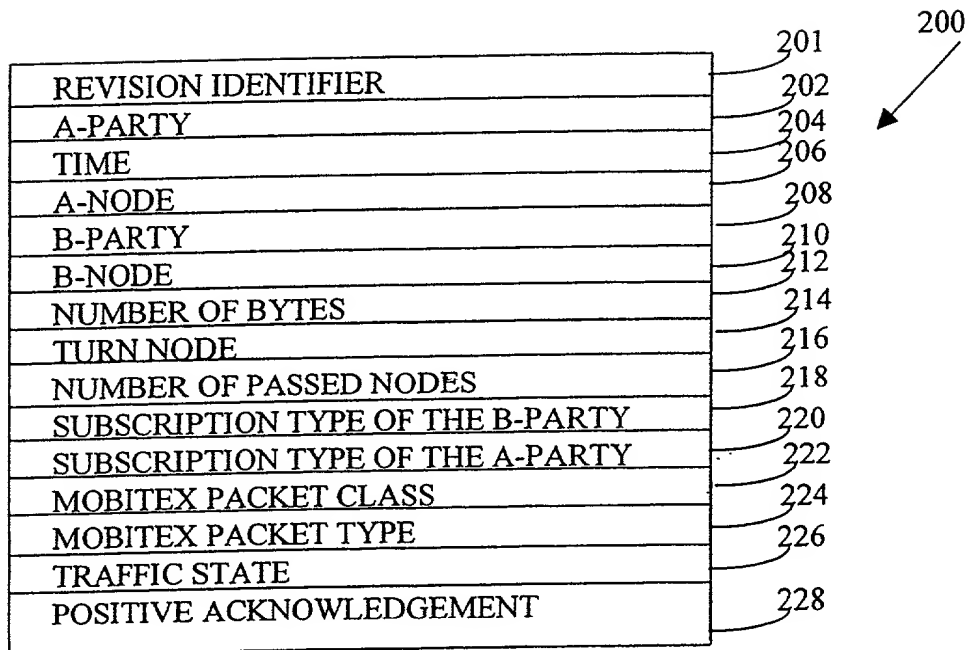 200
REVISION IDENTIFIER 201
A-PARTY 202
TIME 204
A-NODE 206
B-PARTY 208
B-NODE 210
NUMBER OF BYTES 212
TURN NODE 214
NUMBER OF PASSED NODES 216
SUBSCRIPTION TYPE OF THE B-PARTY 218
SUBSCRIPTION TYPE OF THE A-PARTY 220
MOBITEX PACKET CLASS 222
MOBITEX PACKET TYPE 224
TRAFFIC STATE 226
POSITIVE ACKNOWLEDGEMENT 228